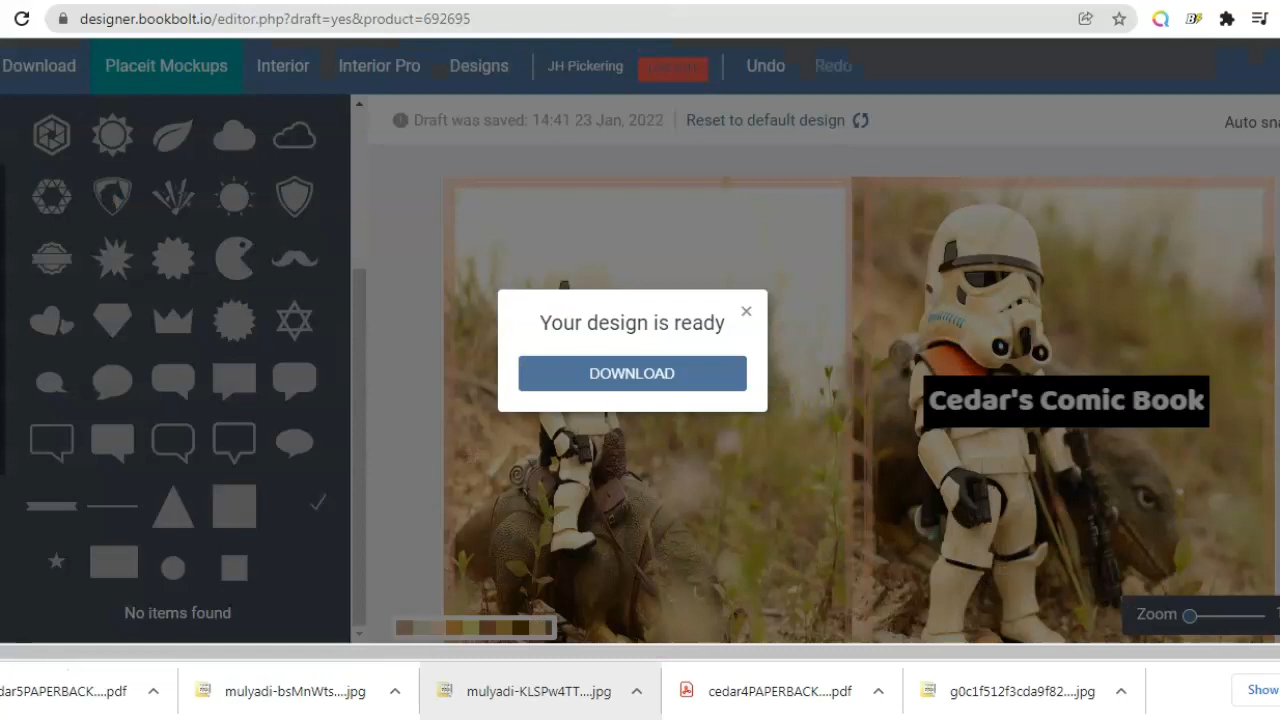 designer.bookbolt.io/editor.php?draft=yes&product=692695
Download Placeit Mockups Interior Interior Pro Designs JH Pickering Undo Redo
Draft was saved: 14:41 23 Jan, 2022 Reset to default design Auto sna
Your design is ready ×
DOWNLOAD
Cedar's Comic Book
No items found
Zoom
dar5PAPERBACK....pdf mulyadi-bsMnWts....jpg mulyadi-KLSPw4TT....jpg cedar4PAPERBACK....pdf g0c1f512f3cda9f82....jpg Show